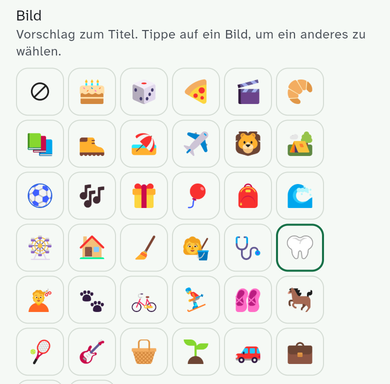 Bild
Vorschlag zum Titel. Tippe auf ein Bild, um ein anderes zu
wählen.